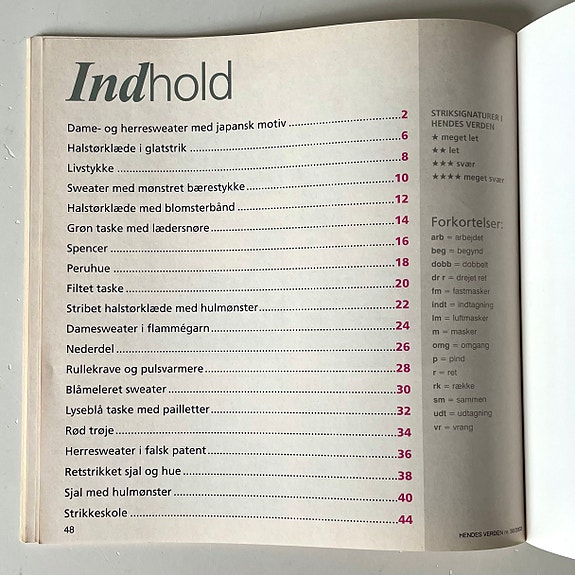 Indhold
Dame- og herresweater med japansk motiv 2
Halstørklæde i glatstrik 6
Livstykke 8
Sweater med mønstret bærestykke 10
Halstørklæde med blomsterbånd 12
Grøn taske med lædersnøre 14
Spencer 16
Peruhue 18
Filtet taske 20
Stribet halstørklæde med hulmønster 22
Damesweater i flammégarn 24
Nederdel 26
Rullekrave og pulsvarmere 28
Blåmeleret sweater 30
Lyseblå taske med pailletter 32
Rød trøje 34
Herresweater i falsk patent 36
Retstrikket sjal og hue 38
Sjal med hulmønster 40
Strikkeskole 44
48
STRIKSIGNATURER I
HENDES VERDEN
★ meget let
★★ let
★★★ svær
★★★★ meget svær
Forkortelser:
arb = arbejdet
beg = begynd
dobb = dobbelt
dr r = drejet ret
fm = fastmasker
indt = indtagning
lm = luftmasker
m = masker
omg = omgang
p = pind
r = ret
rk = række
sm = sammen
udt = udtagning
vr = vrang
HENDES VERDEN nr.